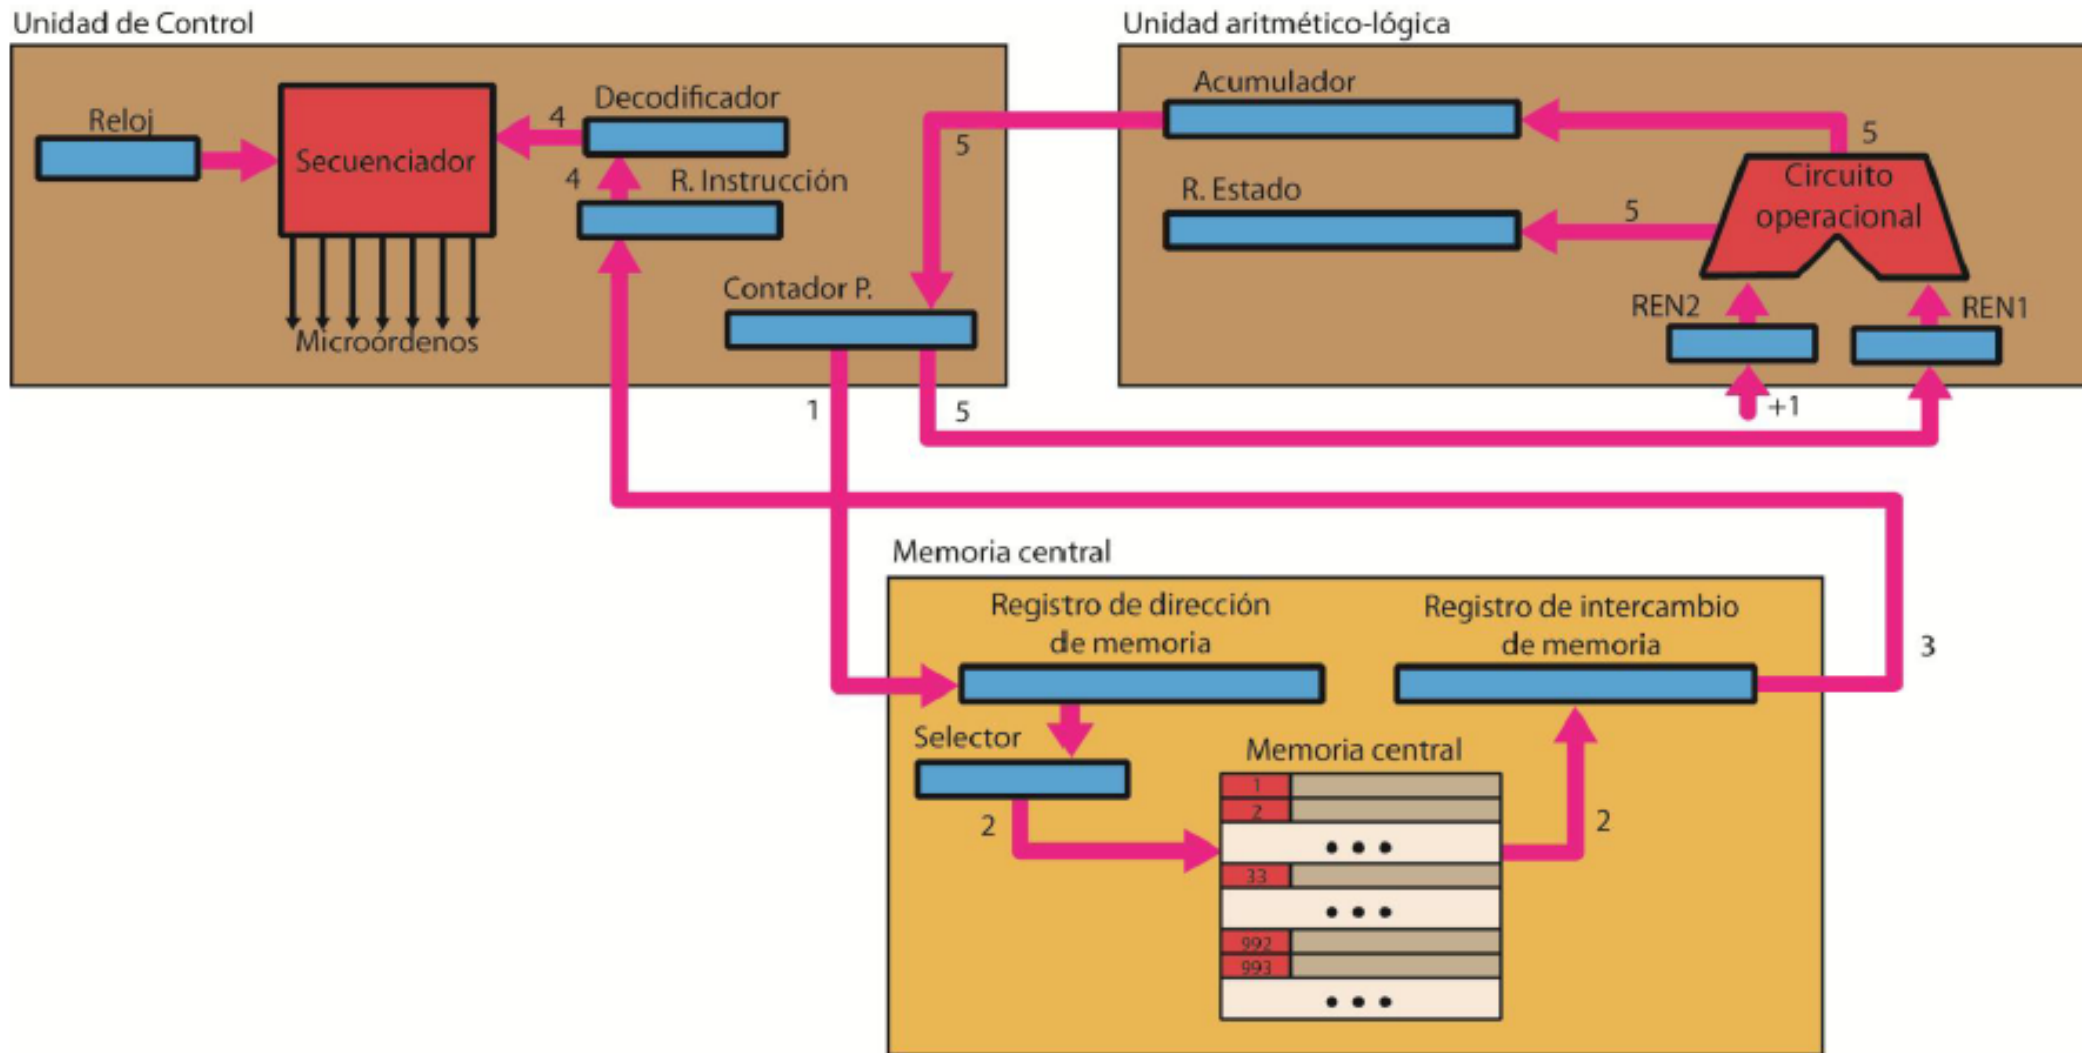 Unidad de Control
Unidad aritmético-lógica
Reloj
Secuenciador
4
Decodificador
4
R. Instrucción
Microórdenos
Contador P.
5
Acumulador
R. Estado
5
5
Circuito
operacional
REN2
REN1
1
5
+1
Memoria central
Registro de dirección
de memoria
Registro de intercambio
de memoria
3
Selector
2
Memoria central
1
2
...
33
...
992
993
...
2